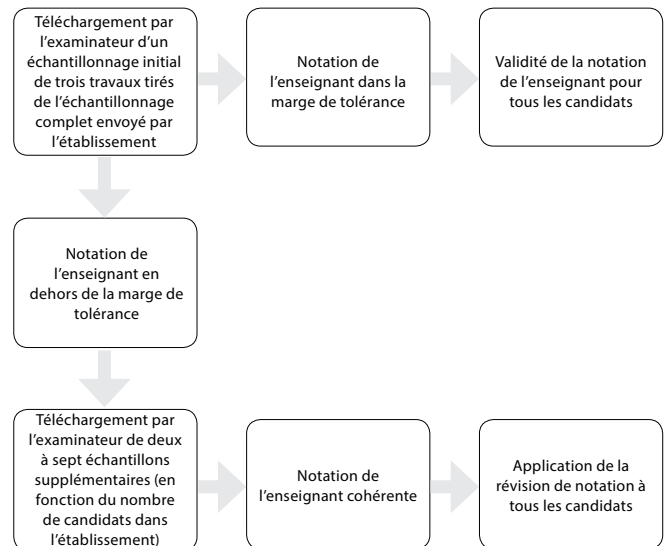 Téléchargement par
l'examinateur d'un
échantillonnage initial
de trois travaux tirés
de l'échantillonnage
complet envoyé par
l'établissement
Notation de
l'enseignant dans la
marge de tolérance
Validité de la notation
de l'enseignant pour
tous les candidats
Notation de
l'enseignant en
dehors de la marge de
tolérance
Téléchargement par
l'examinateur de deux
à sept échantillons
supplémentaires (en
fonction du nombre
de candidats dans
l'établissement)
Notation de
l'enseignant cohérente
Application de la
révision de notation à
tous les candidats